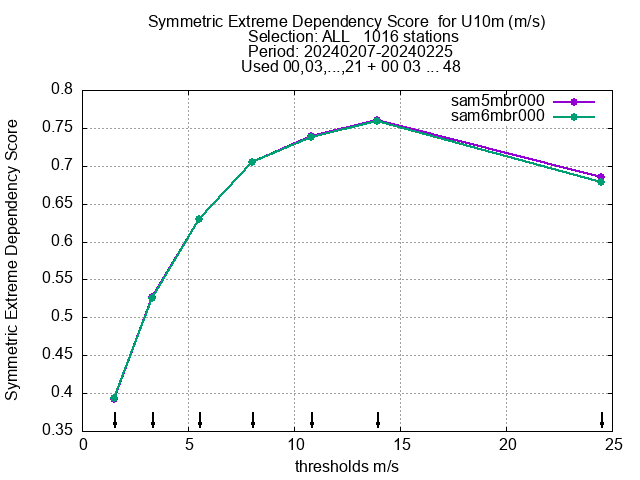 Symmetric Extreme Dependency Score  for U10m (m/s)
Selection: ALL   1016 stations
Period: 20240207-20240225
Used 00,03,...,21 + 00 03 ... 48
sam5mbr000
sam6mbr000
Symmetric Extreme Dependency Score
0.8
0.75
0.7
0.65
0.6
0.55
0.5
0.45
0.4
0.35
0 5 10 15 20 25
thresholds m/s